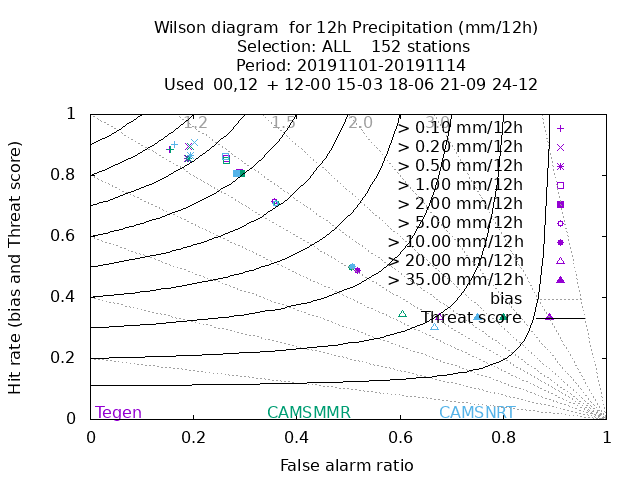 Wilson diagram  for 12h Precipitation (mm/12h)
Selection: ALL    152 stations
Period: 20191101-20191114
Used  00,12  + 12-00 15-03 18-06 21-09 24-12
Hit rate (bias and Threat score)
1
0.8
0.6
0.4
0.2
0
1.2
1.5
2.0
3.0
> 0.10 mm/12h
> 0.20 mm/12h
> 0.50 mm/12h
> 1.00 mm/12h
> 2.00 mm/12h
> 5.00 mm/12h
> 10.00 mm/12h
> 20.00 mm/12h
> 35.00 mm/12h
bias
Threat score
Tegen
CAMSMMR
CAMSNRT
0
0.2
0.4
0.6
0.8
1
False alarm ratio